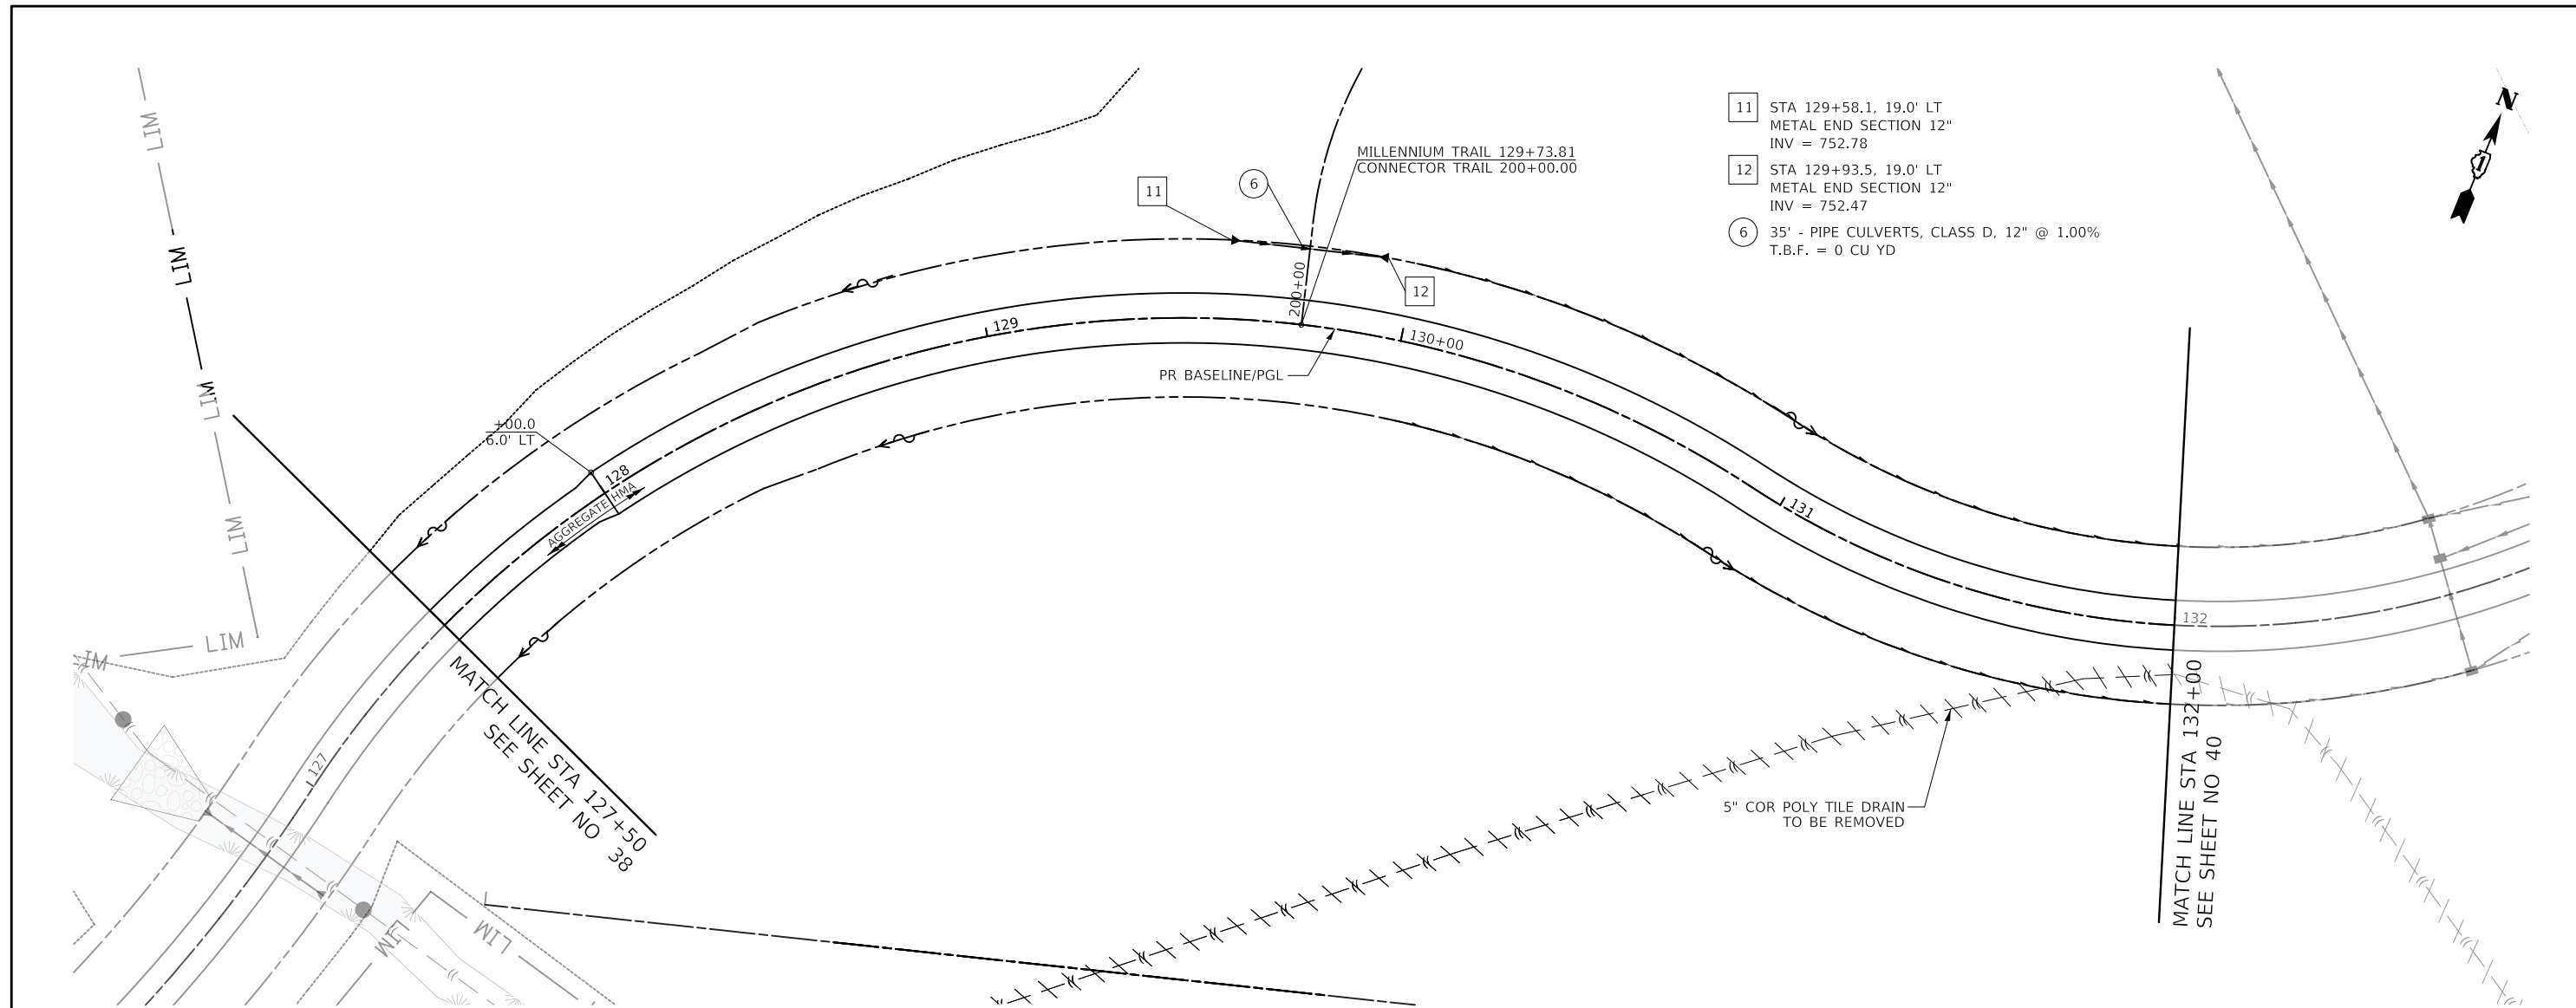 LIM
LIM
LIM
LIM
LIM
LIM
IM
11
6
12
MILLENNIUM TRAIL 129+73.81
CONNECTOR TRAIL 200+00.00
200+00
11 STA 129+58.1, 19.0' LT
METAL END SECTION 12"
INV = 752.78
12 STA 129+93.5, 19.0' LT
METAL END SECTION 12"
INV = 752.47
6 35' - PIPE CULVERTS, CLASS D, 12" @ 1.00%
T.B.F. = 0 CU YD
N
1
129
130+00
PR BASELINE/PGL
+00.0
6.0' LT
128
AGGREGATE HMA
131
132
127
MATCH LINE STA 127+50
SEE SHEET NO 38
5" COR POLY TILE DRAIN
TO BE REMOVED
MATCH LINE STA 132+00
SEE SHEET NO 40
LIM
LIM